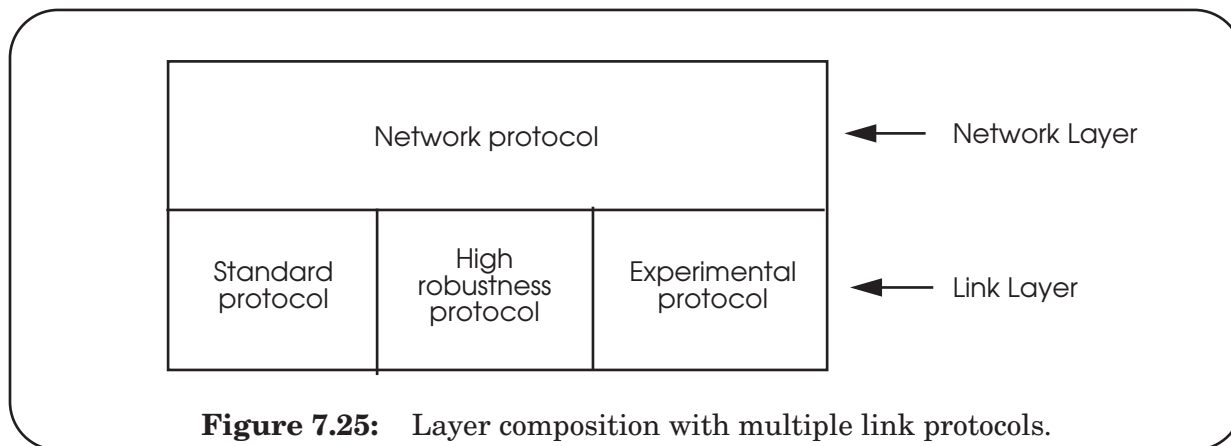 Network protocol
Network Layer
Standard
protocol
High
robustness
protocol
Experimental
protocol
Link Layer
Figure 7.25: Layer composition with multiple link protocols.